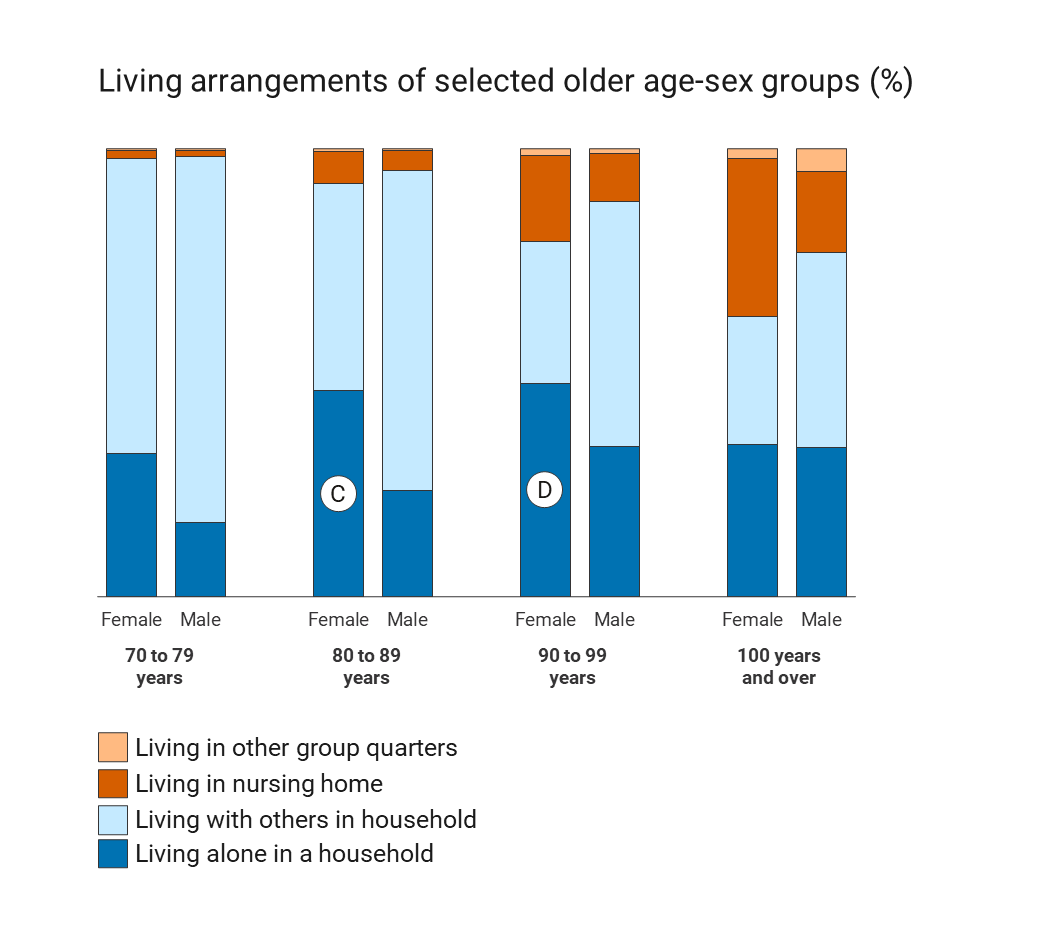 Living arrangements of selected older age-sex groups (%)
C
D
Female Male Female Male Female Male Female Male
70 to 79 80 to 89 90 to 99 100 years
years years years and over
Living in other group quarters
Living in nursing home
Living with others in household
Living alone in a household